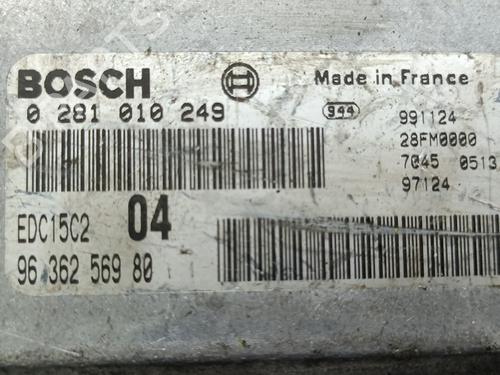 BOSCH
Made in France
0 281 010 249
944
991124
28FM0000
7045 0513
97124
EDC15C2
04
96 362 569 80